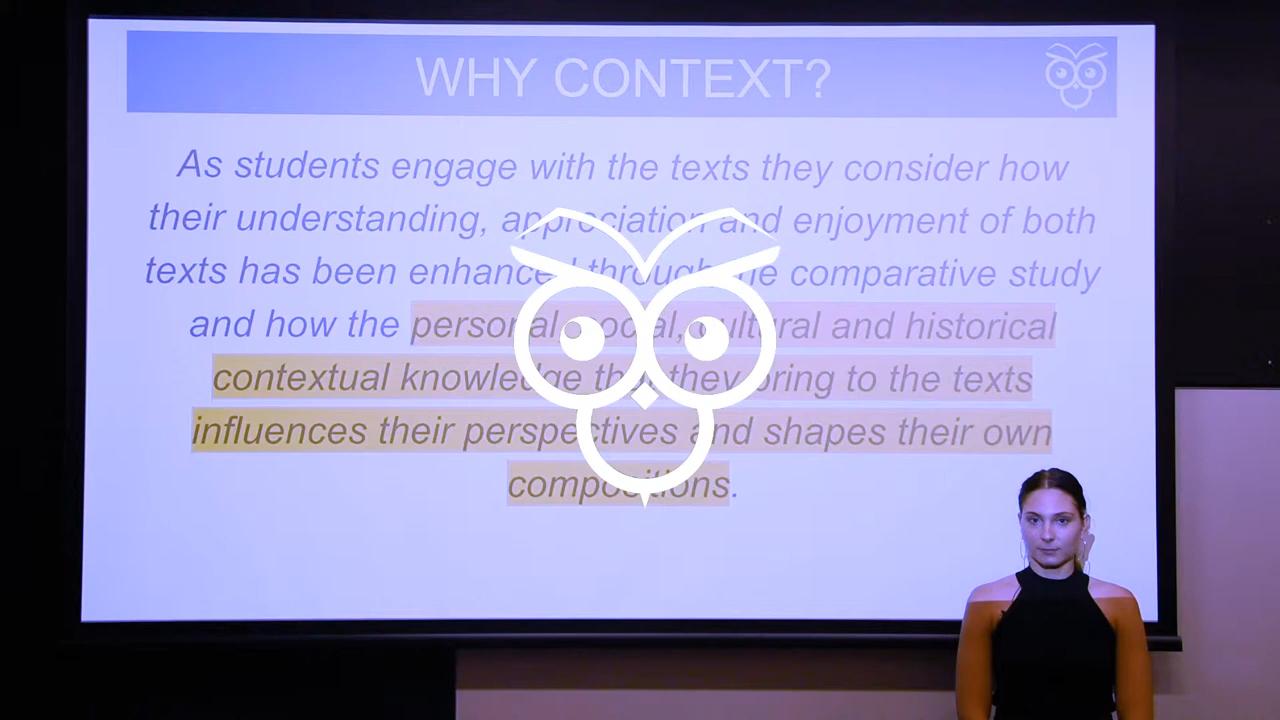 WHY CONTEXT?
As students engage with the texts they consider how
their understanding, appreciation and enjoyment of both
texts has been enhanced through the comparative study
and how the personal, social, cultural and historical
contextual knowledge that they bring to the texts
influences their perspectives and shapes their own
compositions.